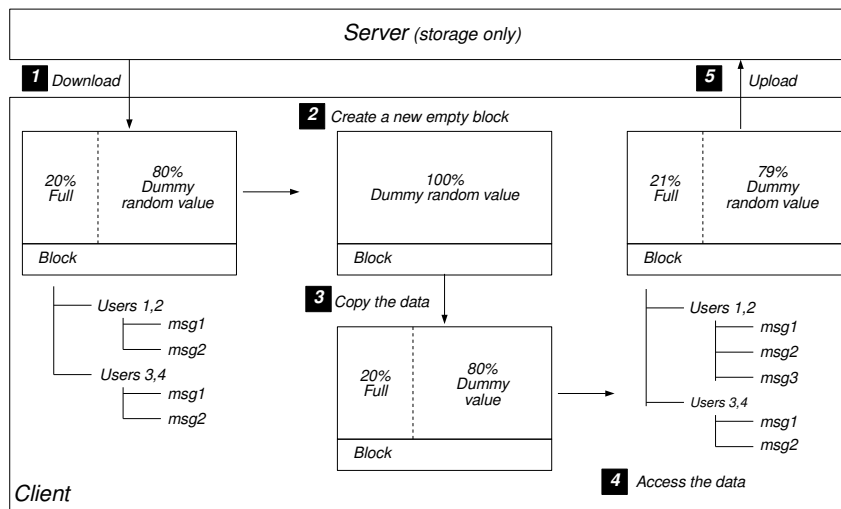 Server (storage only)
1 Download
5 Upload
2 Create a new empty block
20%
Full
80%
Dummy
random value
Block
100%
Dummy random value
Block
21%
Full
79%
Dummy
random value
Block
Users 1,2
msg1
msg2
Users 3,4
msg1
msg2
3 Copy the data
20%
Full
80%
Dummy
value
Block
Users 1,2
msg1
msg2
msg3
Users 3,4
msg1
msg2
4 Access the data
Client